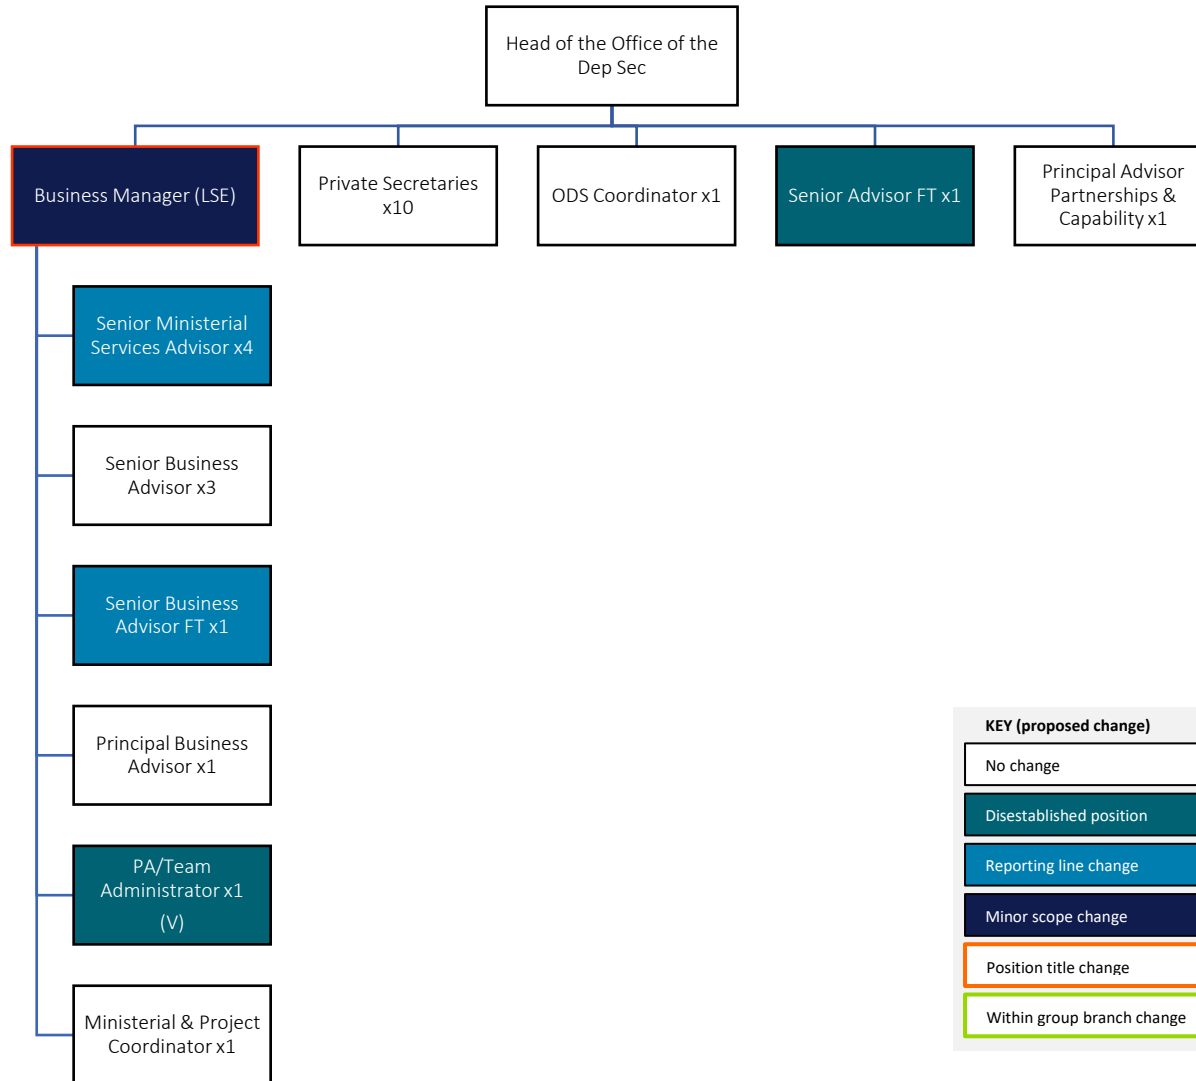 Head of the Office of the
Dep Sec
Business Manager (LSE)
Private Secretaries
x10
ODS Coordinator x1
Senior Advisor FT x1
Principal Advisor
Partnerships &
Capability x1
Senior Ministerial
Services Advisor x4
Senior Business
Advisor x3
Senior Business
Advisor FT x1
Principal Business
Advisor x1
PA/Team
Administrator x1
(V)
Ministerial & Project
Coordinator x1
KEY (proposed change)
No change
Disestablished position
Reporting line change
Minor scope change
Position title change
Within group branch change